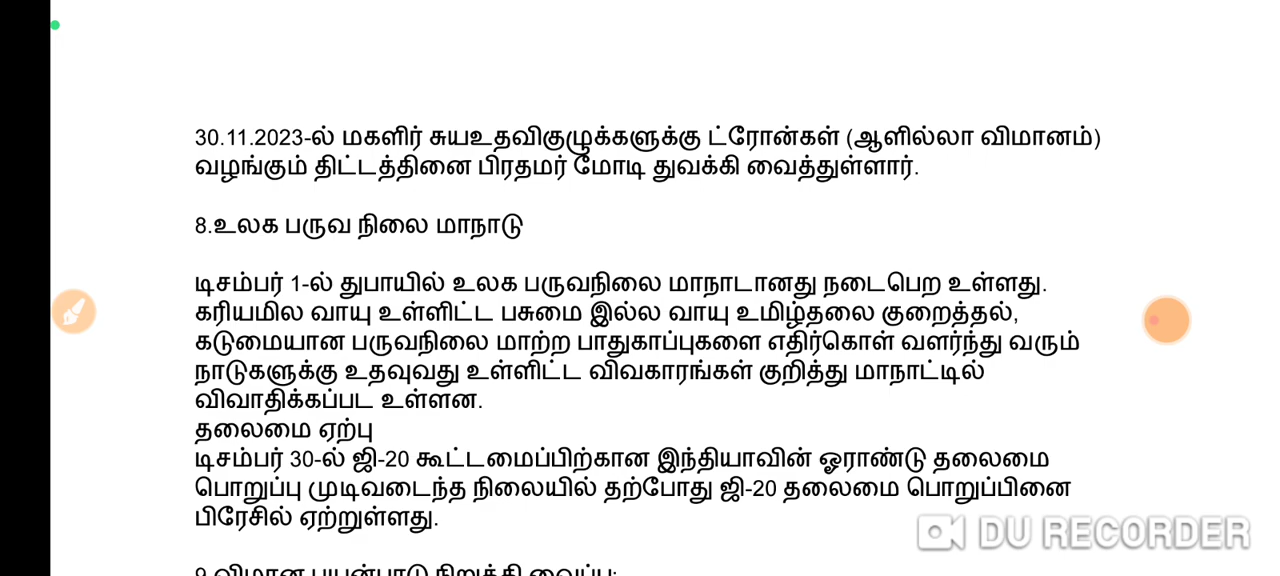 30.11.2023-ல் மகளிர் சுயஉதவிகுழுக்களுக்கு ட்ரோன்கள் (ஆளில்லா விமானம்)
வழங்கும் திட்டத்தினை பிரதமர் மோடி துவக்கி வைத்துள்ளார்.
8.உலக பருவ நிலை மாநாடு
டிசம்பர் 1-ல் துபாயில் உலக பருவநிலை மாநாடானது நடைபெற உள்ளது.
கரியமில வாயு உள்ளிட்ட பசுமை இல்ல வாயு உமிழ்தலை குறைத்தல்,
கடுமையான பருவநிலை மாற்ற பாதுகாப்புகளை எதிர்கொள் வளர்ந்து வரும்
நாடுகளுக்கு உதவுவது உள்ளிட்ட விவகாரங்கள் குறித்து மாநாட்டில்
விவாதிக்கப்பட உள்ளன.
தலைமை ஏற்பு
டிசம்பர் 30-ல் ஜி-20 கூட்டமைப்பிற்கான இந்தியாவின் ஓராண்டு தலைமை
பொறுப்பு முடிவடைந்த நிலையில் தற்போது ஜி-20 தலைமை பொறுப்பினை
பிரேசில் ஏற்றுள்ளது.
DU RECORDER
9.விமான பயன்பாடு நிறுத்தி வைப்பு: